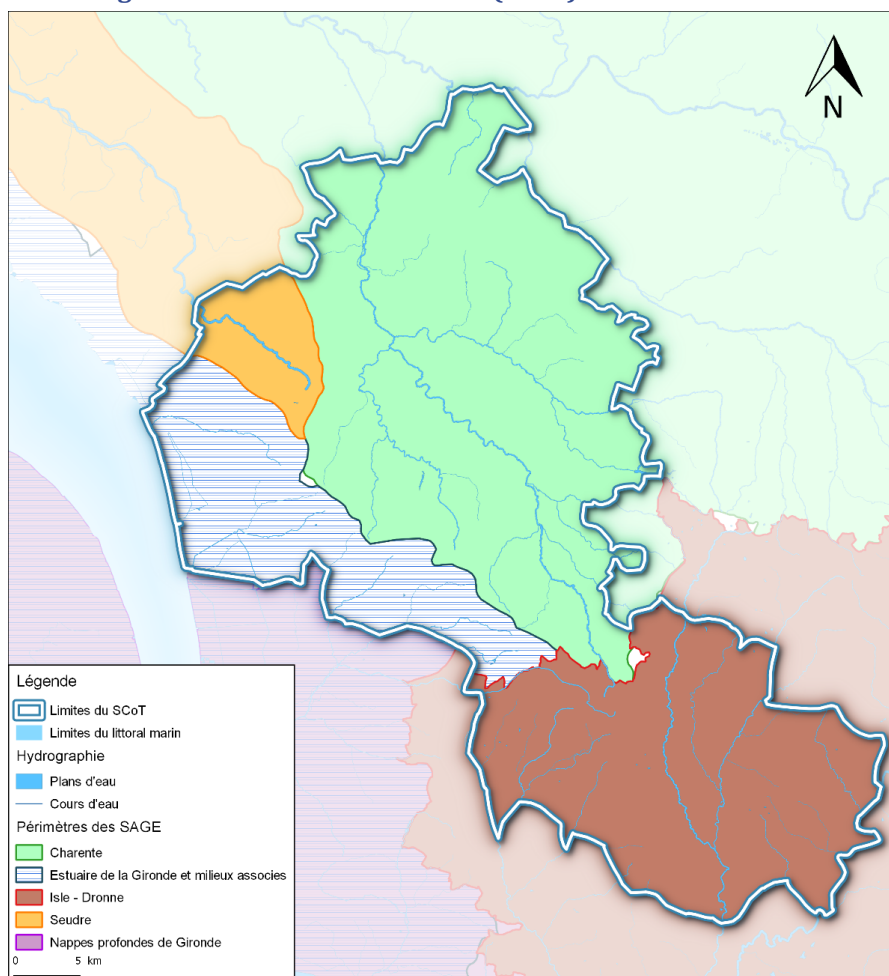 N
Légende
Limites du SCoT
Limites du littoral marin
Hydrographie
Plans d'eau
Cours d'eau
Périmètres des SAGE
Charente
Estuaire de la Gironde et milieux associes
Isle - Dronne
Seudre
Nappes profondes de Gironde
0 5 km